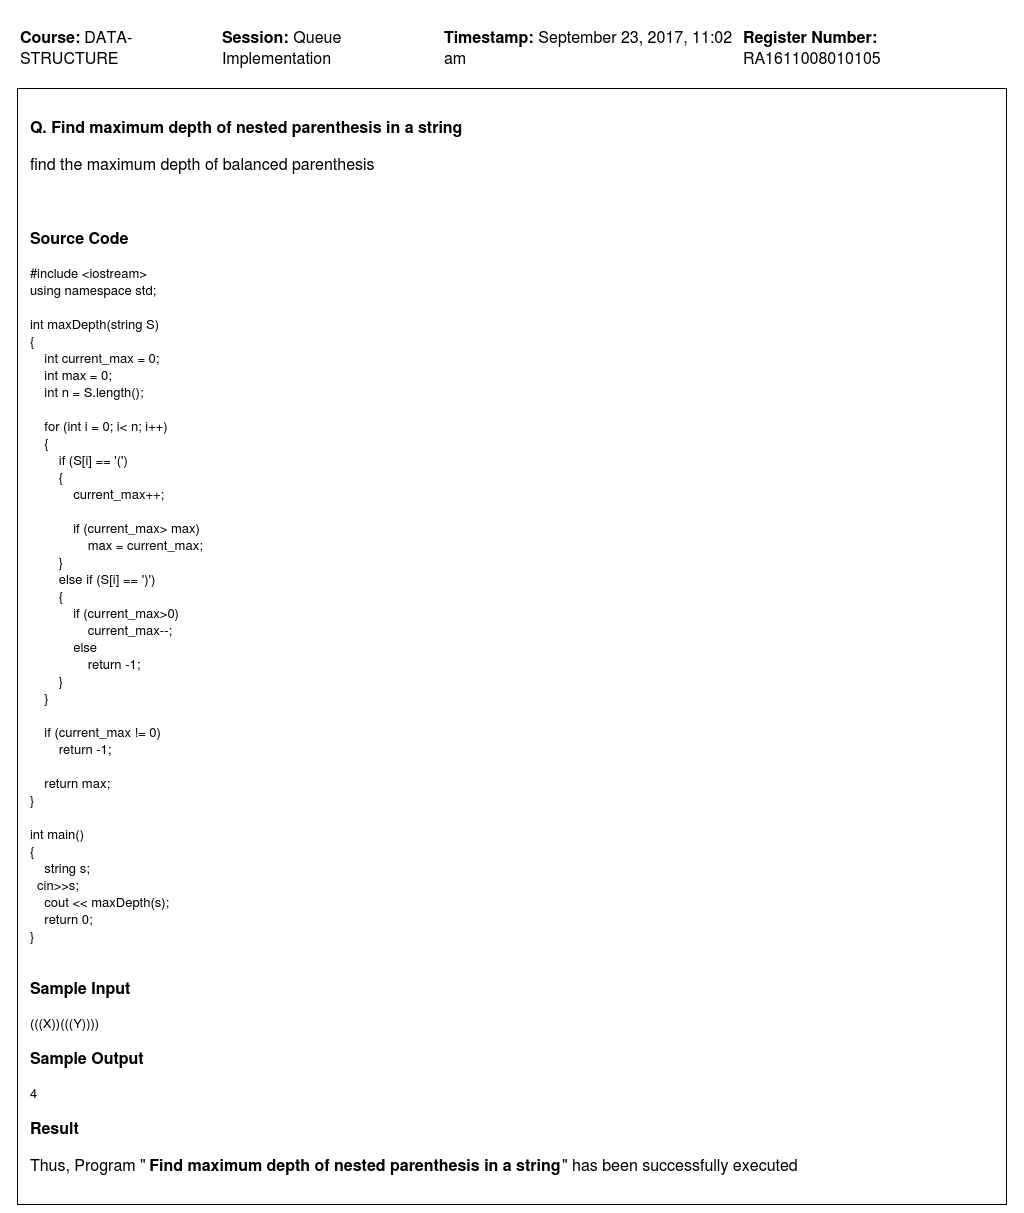 Course: DATA-STRUCTURE
Session: Queue Implementation
Timestamp: September 23, 2017, 11:02 am
Register Number: RA1611008010105
Q. Find maximum depth of nested parenthesis in a string
find the maximum depth of balanced parenthesis
Source Code
#include <iostream>
using namespace std;
int maxDepth(string S)
{
    int current_max = 0;
    int max = 0;
    int n = S.length();
    for (int i = 0; i< n; i++)
    {
        if (S[i] == '(')
        {
            current_max++;
            if (current_max> max)
                max = current_max;
        }
        else if (S[i] == ')')
        {
            if (current_max>0)
                current_max--;
            else
                return -1;
        }
    }
    if (current_max != 0)
        return -1;
    return max;
}
int main()
{
    string s;
  cin>>s;
    cout << maxDepth(s);
    return 0;
}
Sample Input
(((X))(((Y))))
Sample Output
4
Result
Thus, Program " Find maximum depth of nested parenthesis in a string" has been successfully executed